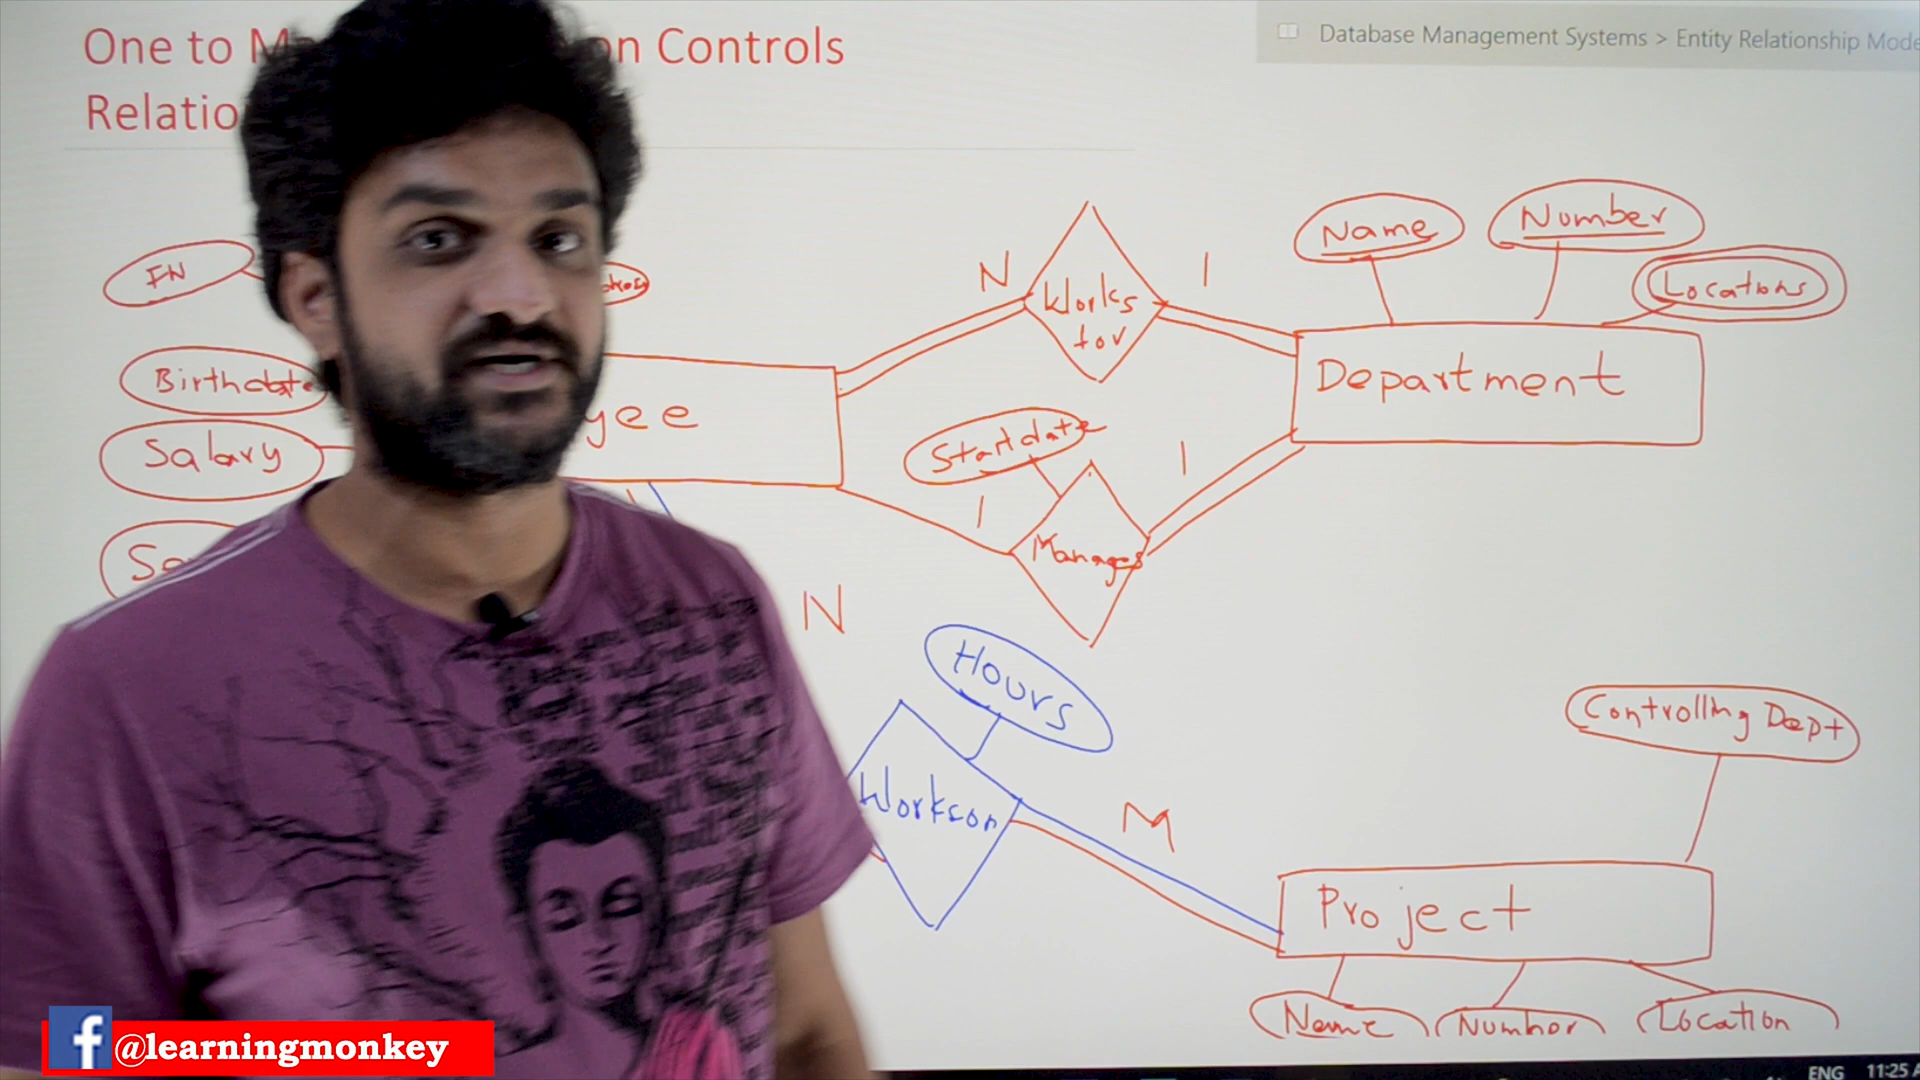 One to M n Controls
Relatio
Database Management Systems > Entity Relationship Mode
FN
Birthdate
Salary
yee
N
Works
for
1
Name
Number
Locations
Department
Startdate
1
Manages
1
N
Hours
Workson
M
Controlling Dept
Project
Name
Number
Location
@learningmonkey
ENG 11:25 A